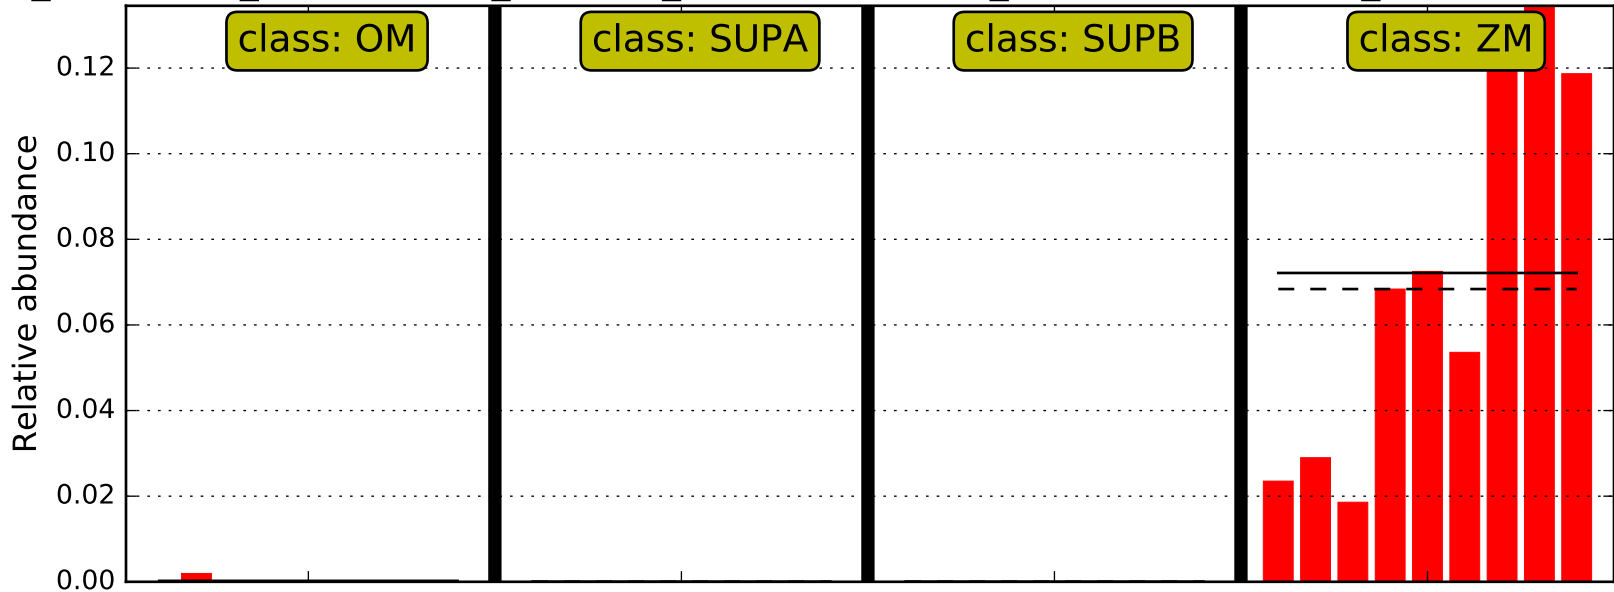 class: OM
class: SUPA
class: SUPB
class: ZM
Relative abundance
0.12
0.10
0.08
0.06
0.04
0.02
0.00